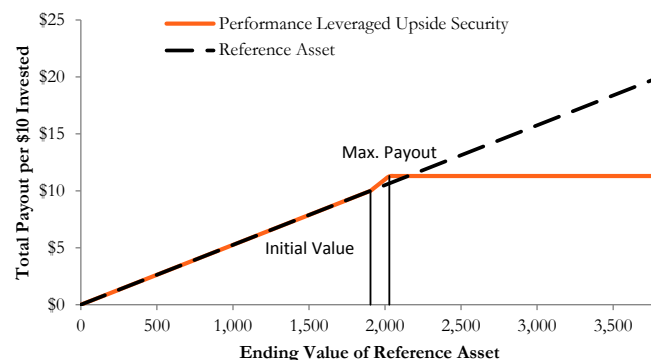 $25
Performance Leveraged Upside Security
Reference Asset
$20
$15
Max. Payout
$10
$5
Initial Value
$0
0
500
1,000
1,500
2,000
2,500
3,000
3,500
Total Payout per $10 Invested
Ending Value of Reference Asset